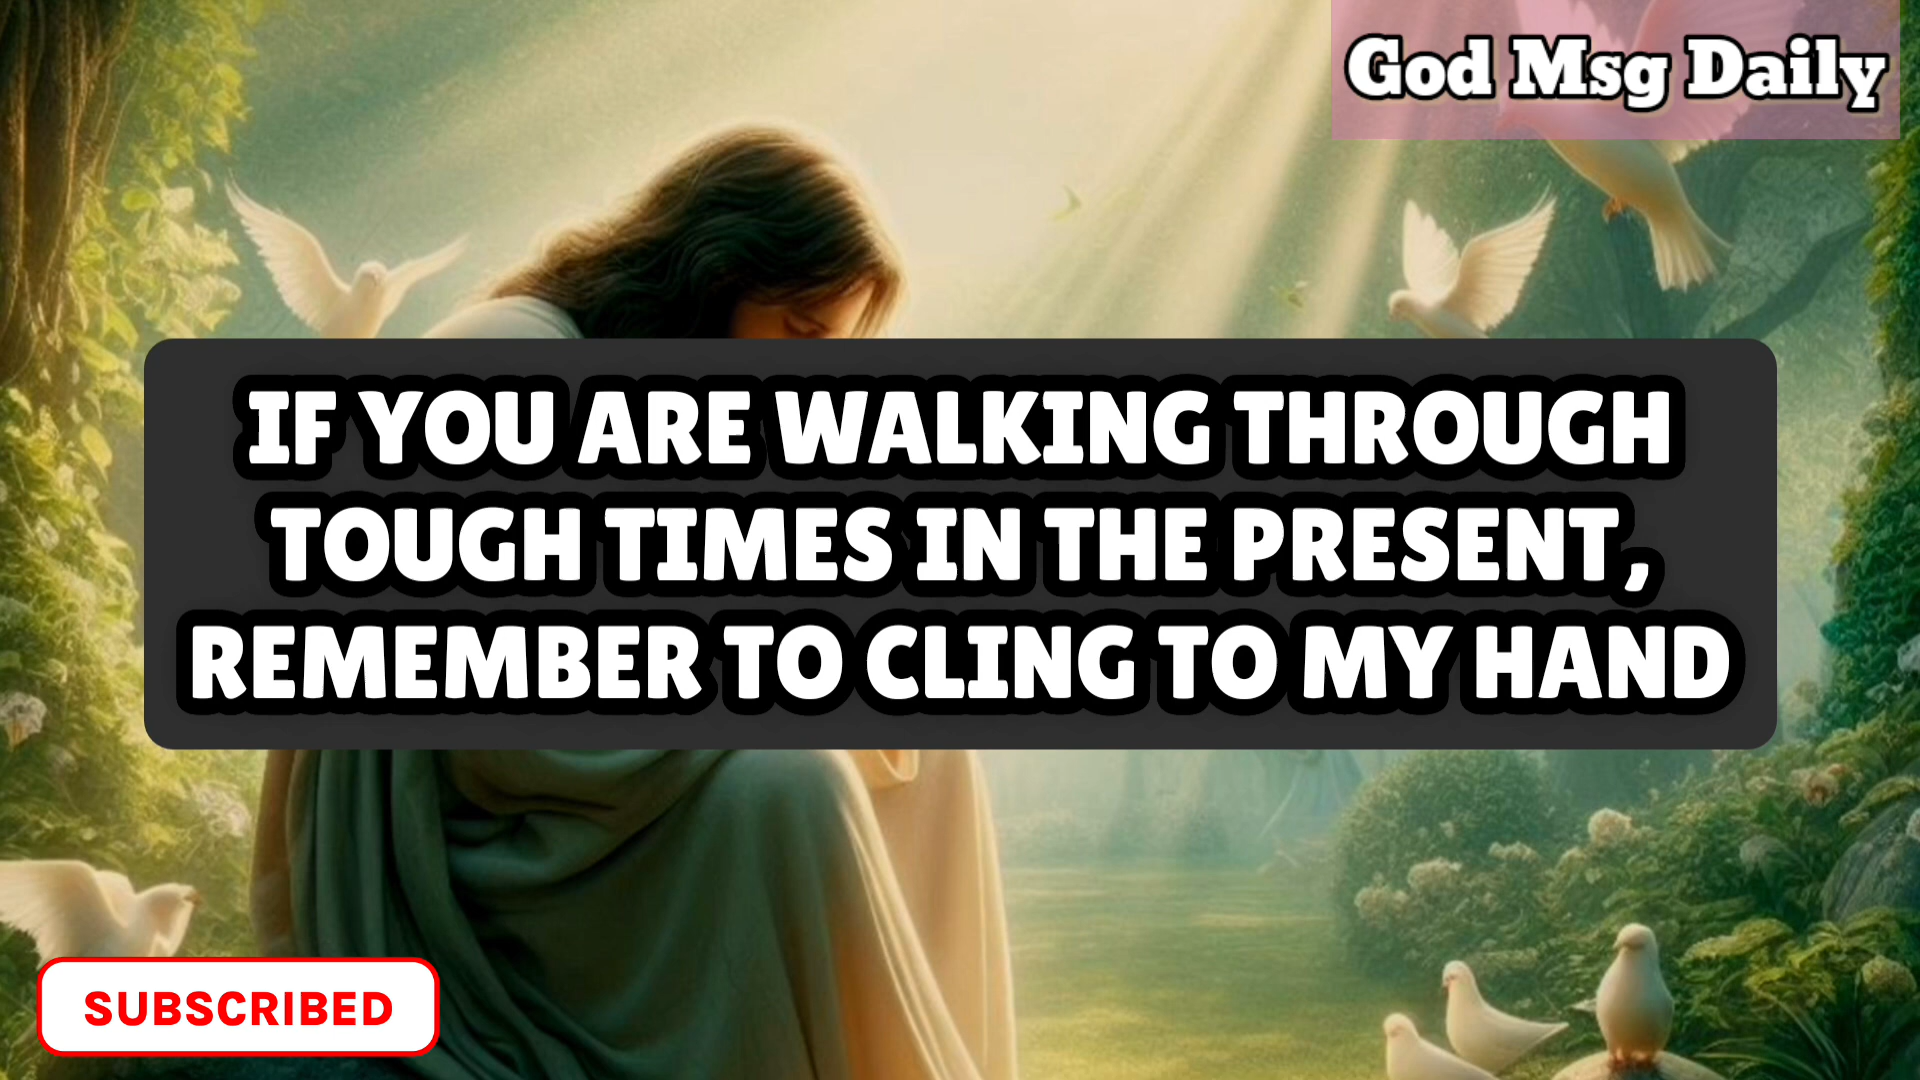 God Msg Daily
IF YOU ARE WALKING THROUGH
TOUGH TIMES IN THE PRESENT,
REMEMBER TO CLING TO MY HAND
SUBSCRIBED